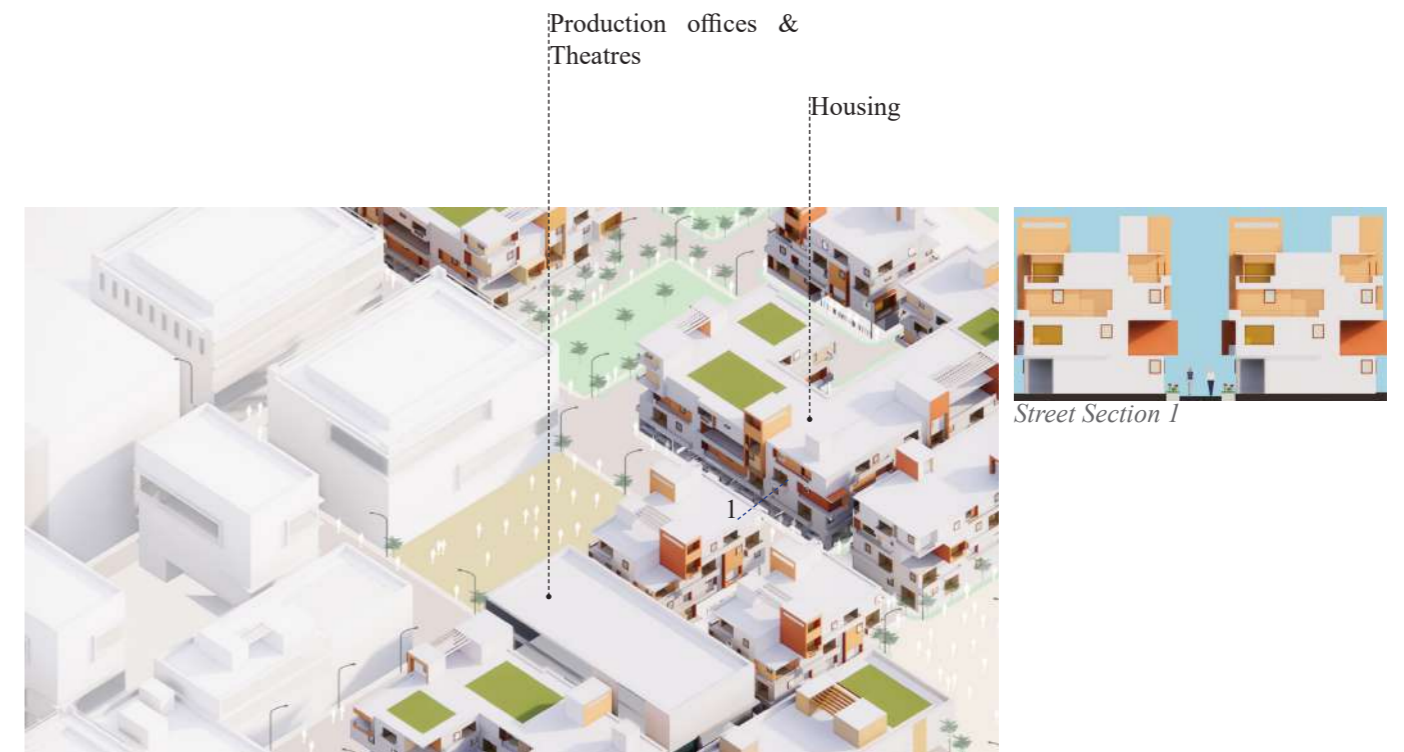 Production offices &
Theatres
Housing
1
Street Section 1